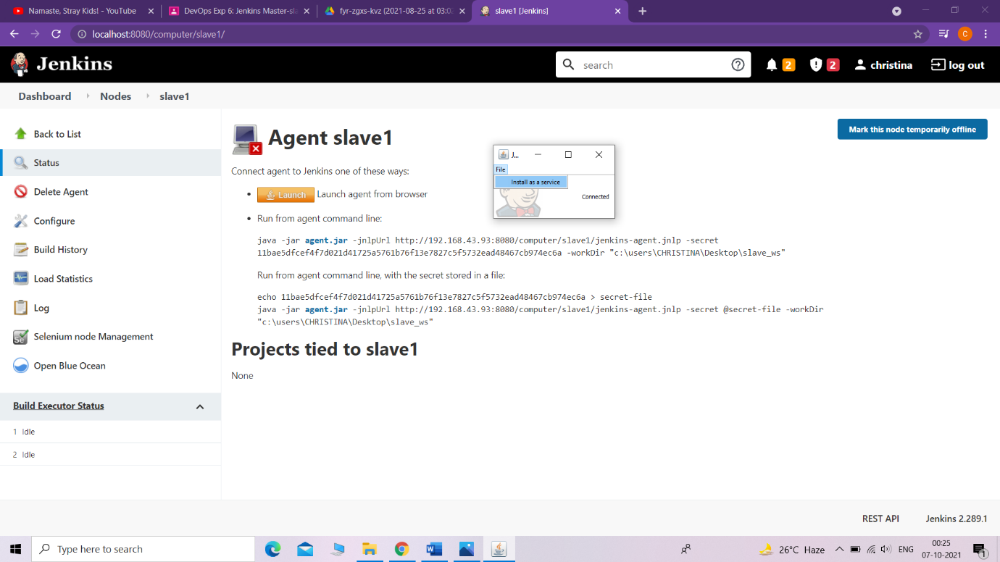 Namaste, Stray Kids! - YouTube
DevOps Exp 6: Jenkins Master-sla
fyr-zgxs-kvz (2021-08-25 at 03:02
slave1 [Jenkins]
localhost:8080/computer/slave1/
C
Jenkins
search
2
2
christina
log out
Dashboard
Nodes
slave1
Back to List
Status
Delete Agent
Configure
Build History
Load Statistics
Log
Selenium node Management
Open Blue Ocean
Build Executor Status
1 Idle
2 Idle
Agent slave1
Mark this node temporarily offline
Connect agent to Jenkins one of these ways:
Launch Launch agent from browser
Run from agent command line:
java -jar agent.jar -jnlpUrl http://192.168.43.93:8080/computer/slave1/jenkins-agent.jnlp -secret
11bae5dfcef4f7d021d41725a5761b76f13e7827c5f5732ead48467cb974ec6a -workDir "c:\users\CHRISTINA\Desktop\slave_ws"
Run from agent command line, with the secret stored in a file:
echo 11bae5dfcef4f7d021d41725a5761b76f13e7827c5f5732ead48467cb974ec6a > secret-file
java -jar agent.jar -jnlpUrl http://192.168.43.93:8080/computer/slave1/jenkins-agent.jnlp -secret @secret-file -workDir
"c:\users\CHRISTINA\Desktop\slave_ws"
Projects tied to slave1
None
J...
File
Install as a service
Connected
REST API
Jenkins 2.289.1
Type here to search
26°C Haze
ENG
00:25
07-10-2021
1